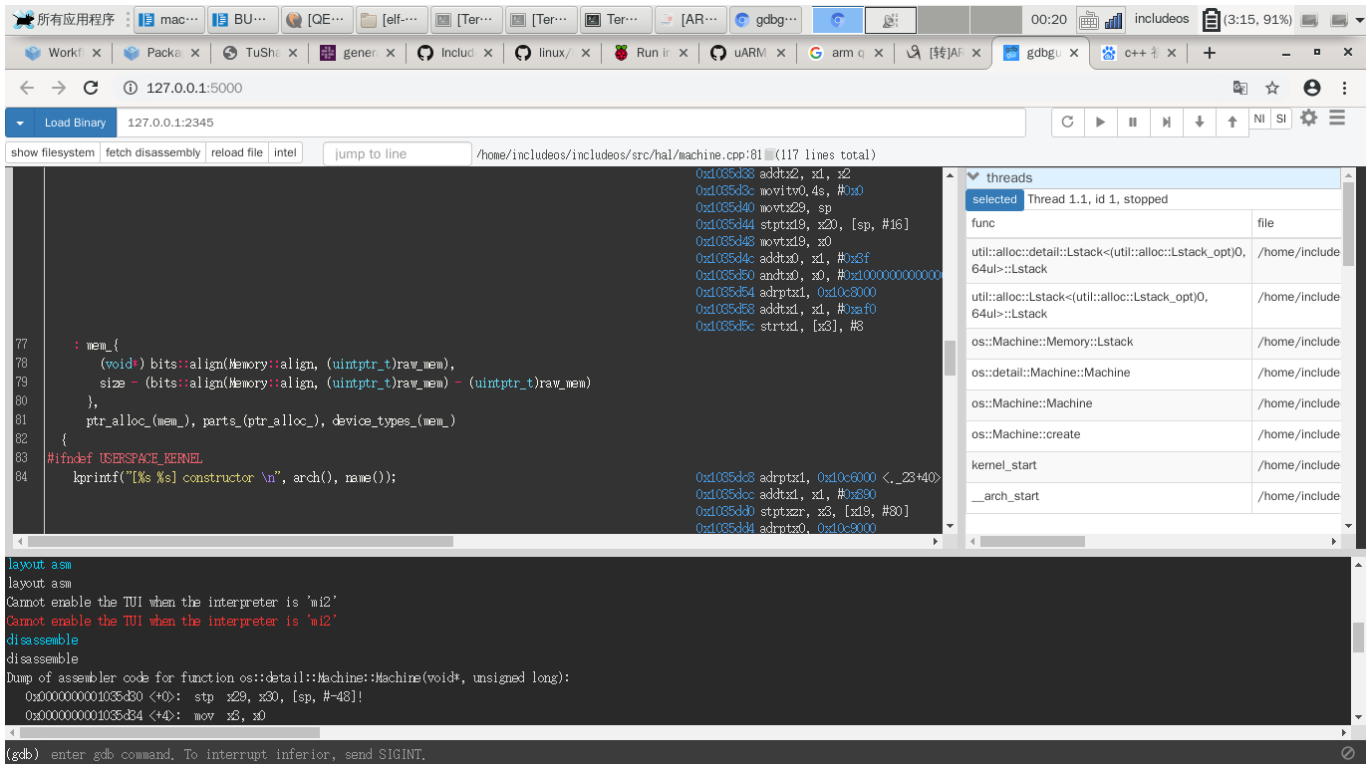 所有应用程序 mac… BU… [QE… [elf-… [Ter… [Ter… Ter… [AR… gdbg… 00:20 includeos (3:15, 91%)
Workf Packa TuSha gener Includ linux/ Run in uARM arm q [转]AF gdbgu c++
127.0.0.1:5000
Load Binary 127.0.0.1:2345 NI SI
show filesystem fetch disassembly reload file intel jump to line /home/includeos/includeos/src/hal/machine.cpp:81 (117 lines total)
0x1035d38 addtx2, x1, x2
0x1035d3c movitv0.4s, #0x0
0x1035d40 movtx29, sp
0x1035d44 stptx19, x20, [sp, #16]
0x1035d48 movtx19, x0
0x1035d4c addtx0, x1, #0x3f
0x1035d50 andtx0, x0, #0x1000000000000
0x1035d54 adrptx1, 0x10c8000
0x1035d58 addtx1, x1, #0xaf0
0x1035d5c strtx1, [x3], #8
77 : mem_{
78 (void*) bits::align(Memory::align, (uintptr_t)raw_mem),
79 size - (bits::align(Memory::align, (uintptr_t)raw_mem) - (uintptr_t)raw_mem)
80 },
81 ptr_alloc_(mem_), parts_(ptr_alloc_), device_types_(mem_)
82 {
83 #ifndef USERSPACE_KERNEL
84 kprintf("[%s %s] constructor \n", arch(), name()); 0x1035dc8 adrptx1, 0x10c6000 <._23+40>
0x1035dcc addtx1, x1, #0x890
0x1035dd0 stptxzr, x3, [x19, #80]
0x1035dd4 adrptx0, 0x10c9000
threads
selected Thread 1.1, id 1, stopped
func file
util::alloc::detail::Lstack<(util::alloc::Lstack_opt)0, /home/include
64ul>::Lstack
util::alloc::Lstack<(util::alloc::Lstack_opt)0, /home/include
64ul>::Lstack
os::Machine::Memory::Lstack /home/include
os::detail::Machine::Machine /home/include
os::Machine::Machine /home/include
os::Machine::create /home/include
kernel_start /home/include
__arch_start /home/include
layout asm
layout asm
Cannot enable the TUI when the interpreter is 'mi2'
Cannot enable the TUI when the interpreter is 'mi2'
disassemble
disassemble
Dump of assembler code for function os::detail::Machine::Machine(void*, unsigned long):
0x0000000001035d30 <+0>: stp x29, x30, [sp, #-48]!
0x0000000001035d34 <+4>: mov x3, x0
(gdb) enter gdb command. To interrupt inferior, send SIGINT.